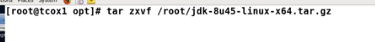 [root@tcox1 opt]# tar zxvf /root/jdk-8u45-linux-x64.tar.gz